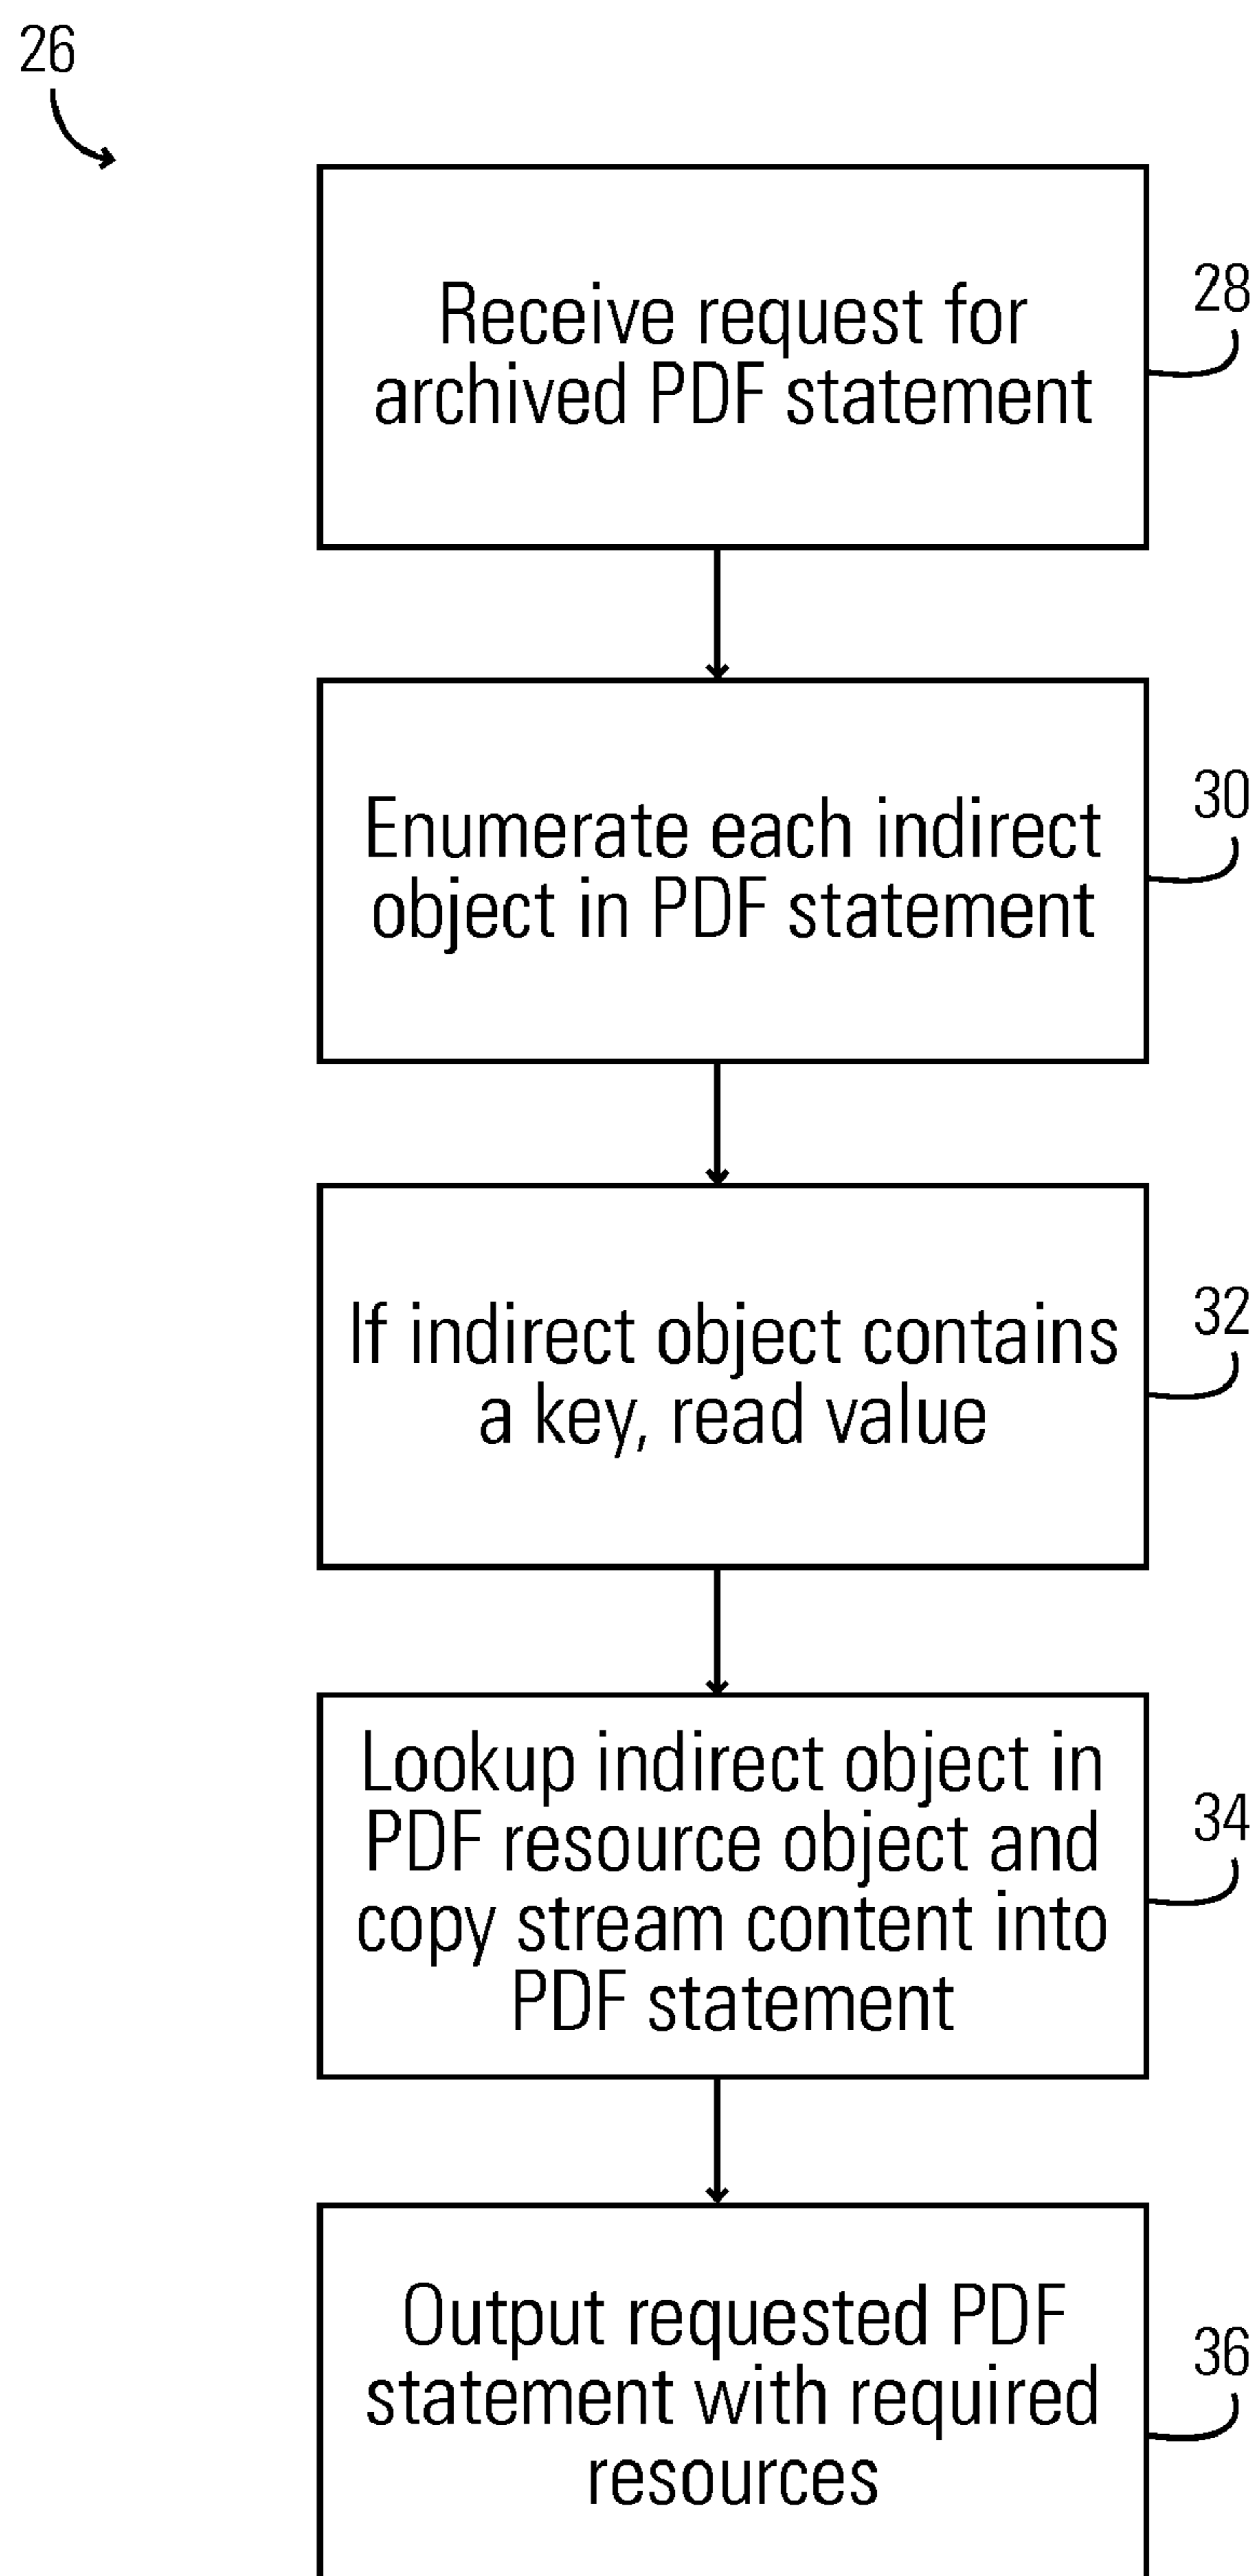 26
Receive request for
archived PDF statement
28
Enumerate each indirect
object in PDF statement
30
If indirect object contains
a key, read value
32
Lookup indirect object in
PDF resource object and
copy stream content into
PDF statement
34
Output requested PDF
statement with required
resources
36